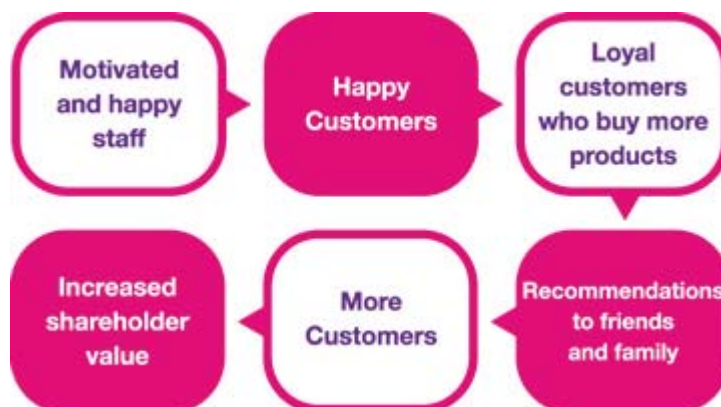 Motivated
and happy
staff
Happy
Customers
Loyal
customers
who buy more
products
Recommendations
to friends
and family
More
Customers
Increased
shareholder
value